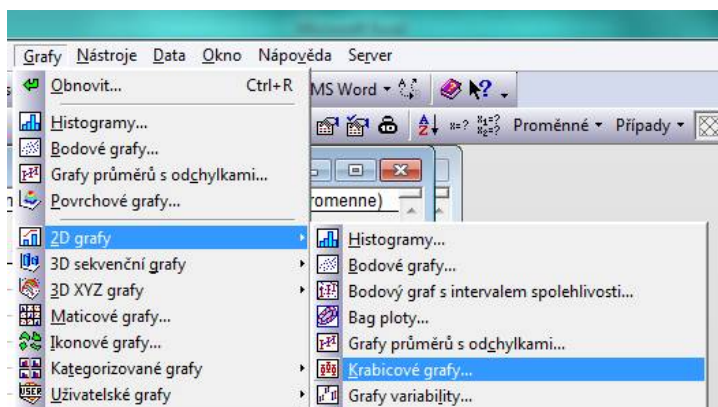 Grafy Nástroje Data Okno Nápověda Server
Obnovit... Ctrl+R MS Word
Histogramy...
Proměnné Případy
Bodové grafy...
Grafy průměrů s odchylkami...
Povrchové grafy... romenne)
2D grafy Histogramy...
3D sekvenční grafy Bodové grafy...
3D XYZ grafy Bodový graf s intervalem spolehlivosti...
Maticové grafy... Bag ploty...
Ikonové grafy... Grafy průměrů s odchylkami...
Kategorizované grafy Krabicové grafy...
Uživatelské grafy Grafy variability...